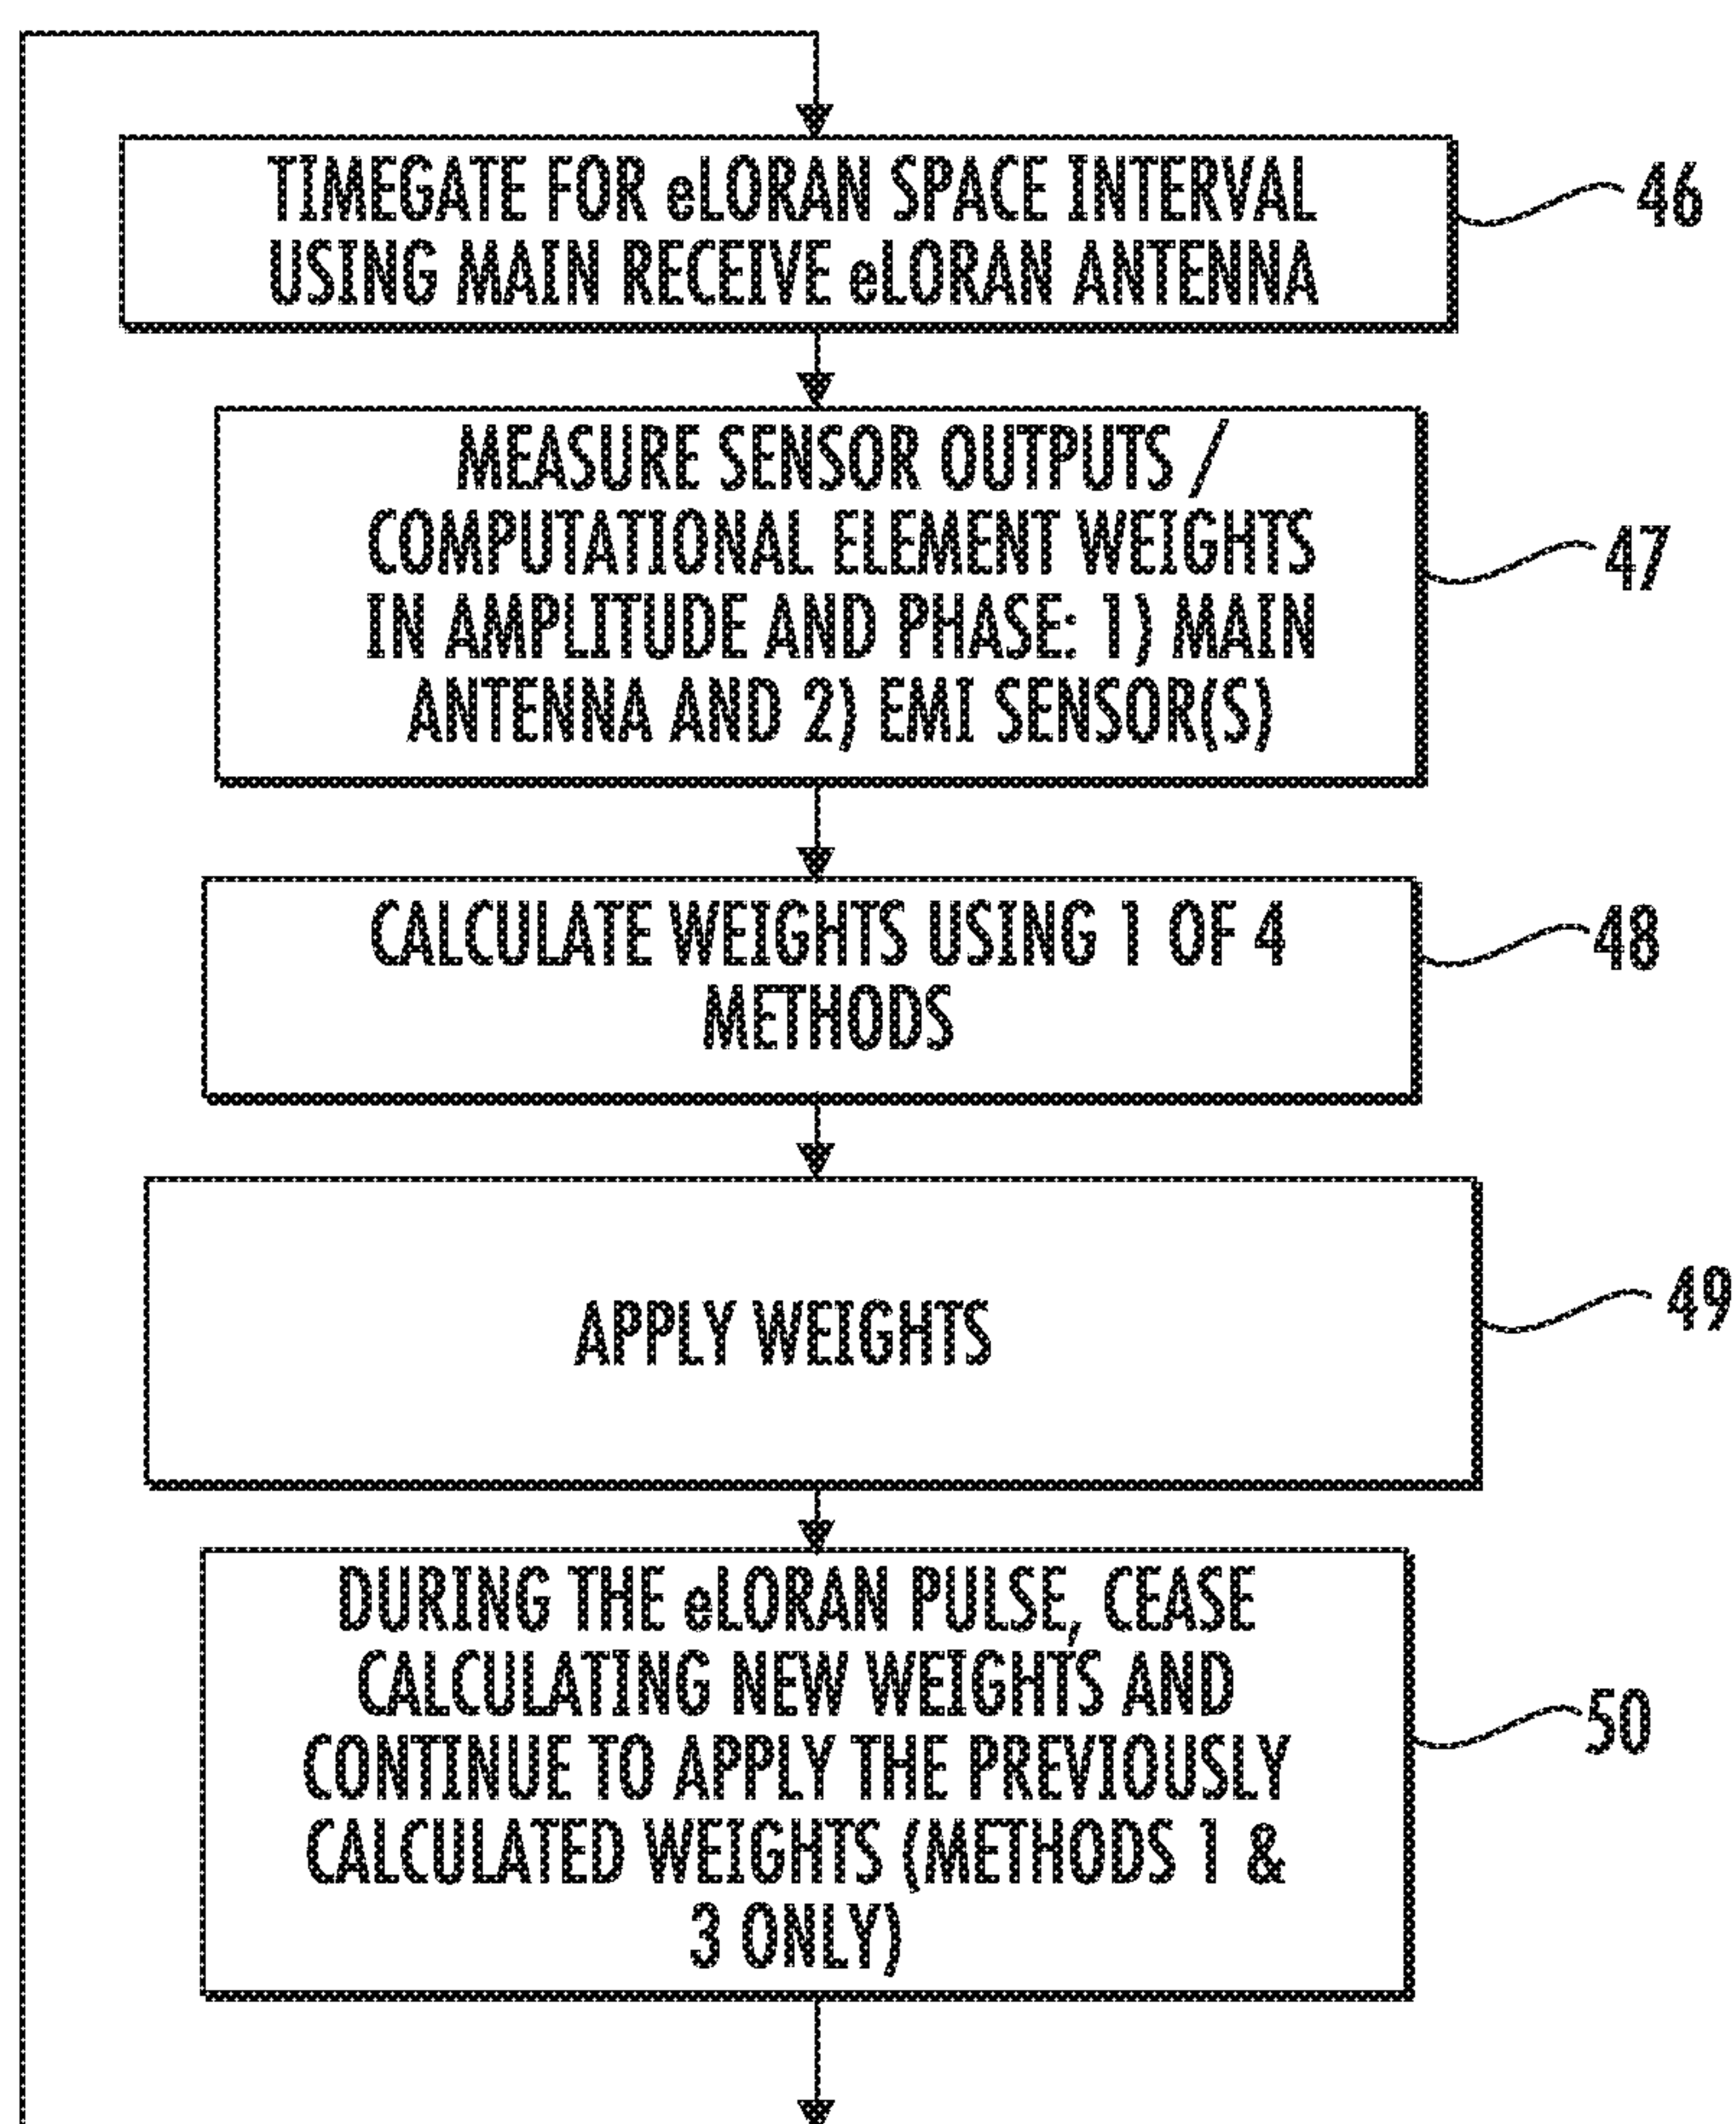 TIMEGATE FOR eLORAN SPACE INTERVAL
USING MAIN RECEIVE eLORAN ANTENNA
46
MEASURE SENSOR OUTPUTS /
COMPUTATIONAL ELEMENT WEIGHTS
IN AMPLITUDE AND PHASE: 1) MAIN
ANTENNA AND 2) EMI SENSOR(S)
47
CALCULATE WEIGHTS USING 1 OF 4
METHODS
48
APPLY WEIGHTS
49
DURING THE eLORAN PULSE, CEASE
CALCULATING NEW WEIGHTS AND
CONTINUE TO APPLY THE PREVIOUSLY
CALCULATED WEIGHTS (METHODS 1 &
3 ONLY)
50